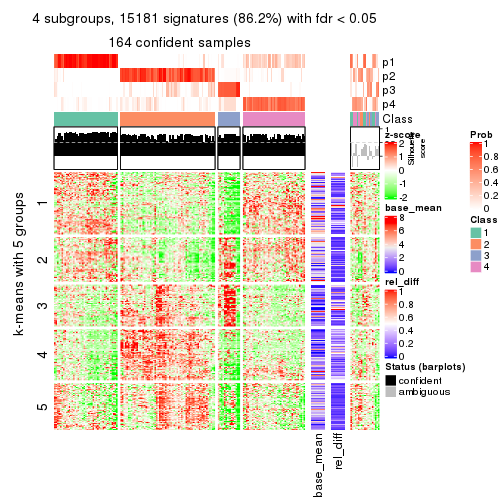 4 subgroups, 15181 signatures (86.2%) with fdr < 0.05
164 confident samples
p1
p2
p3
p4
Class
1
Silhouette score
k-means with 5 groups
1
2
3
4
5
base_mean
rel_diff
z-score
2
1
0
-1
-2
base_mean
8
6
4
2
0
rel_diff
1
0.8
0.6
0.4
0.2
0
Status (barplots)
confident
ambiguous
Prob
1
0.8
0.6
0.4
0.2
0
Class
1
2
3
4